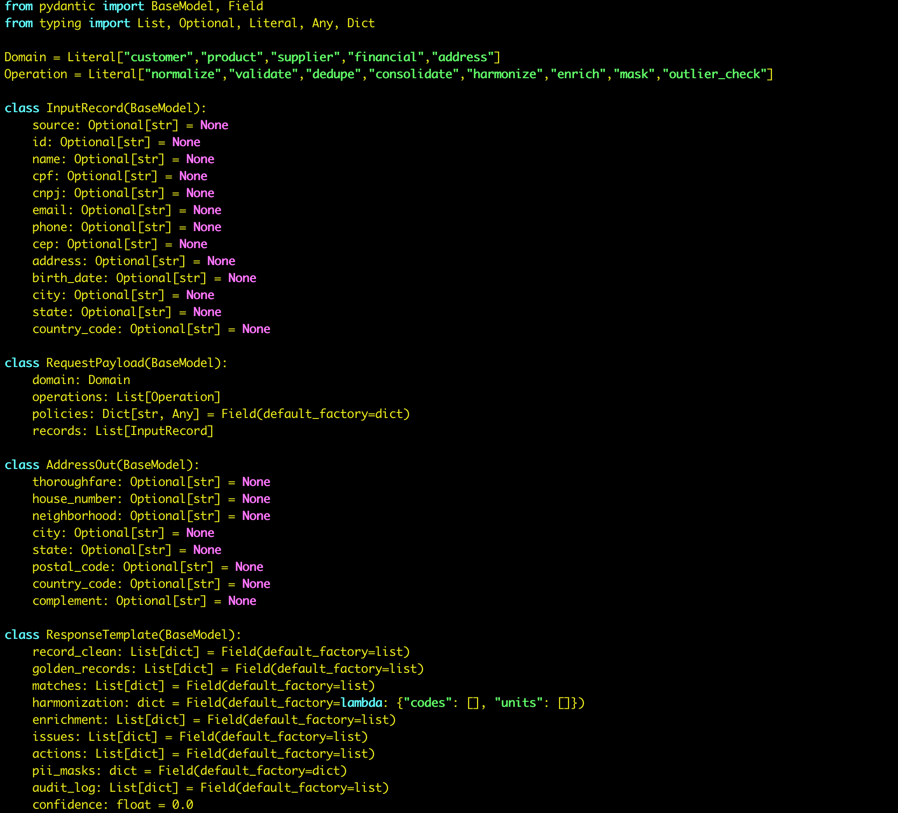 from pydantic import BaseModel, Field
from typing import List, Optional, Literal, Any, Dict

Domain = Literal["customer","product","supplier","financial","address"]
Operation = Literal["normalize","validate","dedupe","consolidate","harmonize","enrich","mask","outlier_check"]

class InputRecord(BaseModel):
    source: Optional[str] = None
    id: Optional[str] = None
    name: Optional[str] = None
    cpf: Optional[str] = None
    cnpj: Optional[str] = None
    email: Optional[str] = None
    phone: Optional[str] = None
    cep: Optional[str] = None
    address: Optional[str] = None
    birth_date: Optional[str] = None
    city: Optional[str] = None
    state: Optional[str] = None
    country_code: Optional[str] = None

class RequestPayload(BaseModel):
    domain: Domain
    operations: List[Operation]
    policies: Dict[str, Any] = Field(default_factory=dict)
    records: List[InputRecord]

class AddressOut(BaseModel):
    thoroughfare: Optional[str] = None
    house_number: Optional[str] = None
    neighborhood: Optional[str] = None
    city: Optional[str] = None
    state: Optional[str] = None
    postal_code: Optional[str] = None
    country_code: Optional[str] = None
    complement: Optional[str] = None

class ResponseTemplate(BaseModel):
    record_clean: List[dict] = Field(default_factory=list)
    golden_records: List[dict] = Field(default_factory=list)
    matches: List[dict] = Field(default_factory=list)
    harmonization: dict = Field(default_factory=lambda: {"codes": [], "units": []})
    enrichment: List[dict] = Field(default_factory=list)
    issues: List[dict] = Field(default_factory=list)
    actions: List[dict] = Field(default_factory=list)
    pii_masks: dict = Field(default_factory=dict)
    audit_log: List[dict] = Field(default_factory=list)
    confidence: float = 0.0